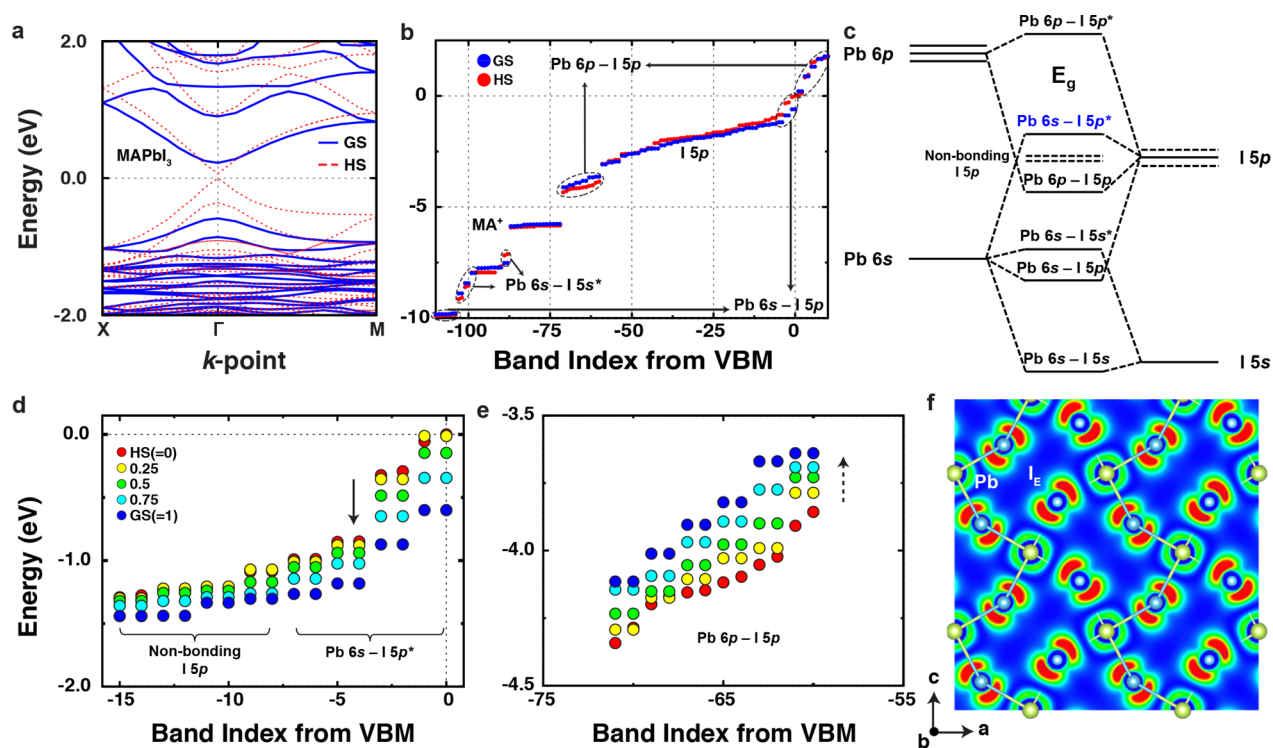 a
2.0
1.0
0.0
-1.0
-2.0
Energy (eV)
MAPbI3
GS
HS
X
Γ
M
k-point
b
GS
HS
Pb 6p – I 5p
I 5p
MA+
Pb 6s – I 5s*
Pb 6s – I 5p
0
-5
-10
-100
-75
-50
-25
0
Band Index from VBM
c
Pb 6p – I 5p*
Pb 6p
Eg
Pb 6s – I 5p*
Non-bonding
I 5p
I 5p
Pb 6p – I 5p
Pb 6s – I 5s*
Pb 6s
Pb 6s – I 5p
Pb 6s – I 5s
I 5s
d
0.0
-1.0
-2.0
Energy (eV)
HS(=0)
0.25
0.5
0.75
GS(=1)
Non-bonding
I 5p
Pb 6s – I 5p*
-15
-10
-5
0
Band Index from VBM
e
-3.5
-4.0
-4.5
Pb 6p – I 5p
-75
-65
-55
Band Index from VBM
f
Pb
IE
c
b
a